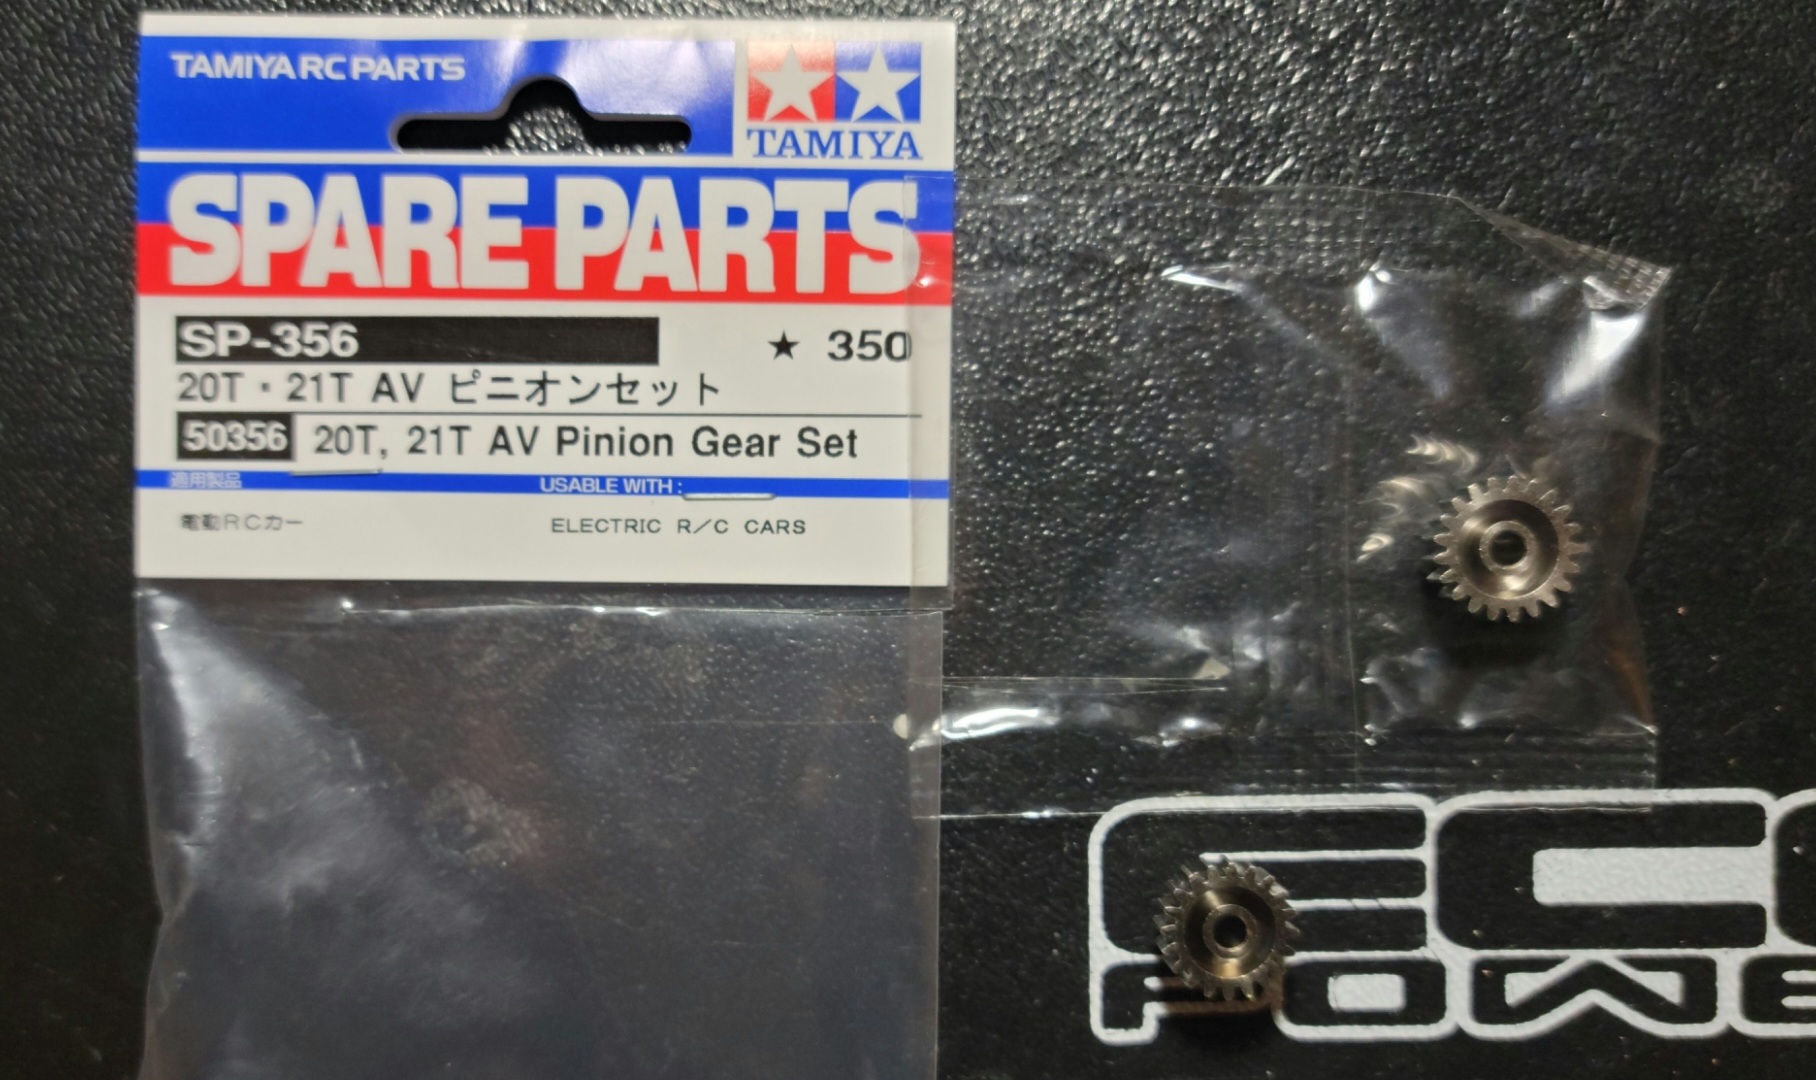 TAMIYA RC PARTS
TAMIYA
SPARE PARTS
SP-356
★ 350
20T・21T AV ピニオンセット
50356 20T, 21T AV Pinion Gear Set
適用製品 USABLE WITH :
電動RCカー ELECTRIC R/C CARS